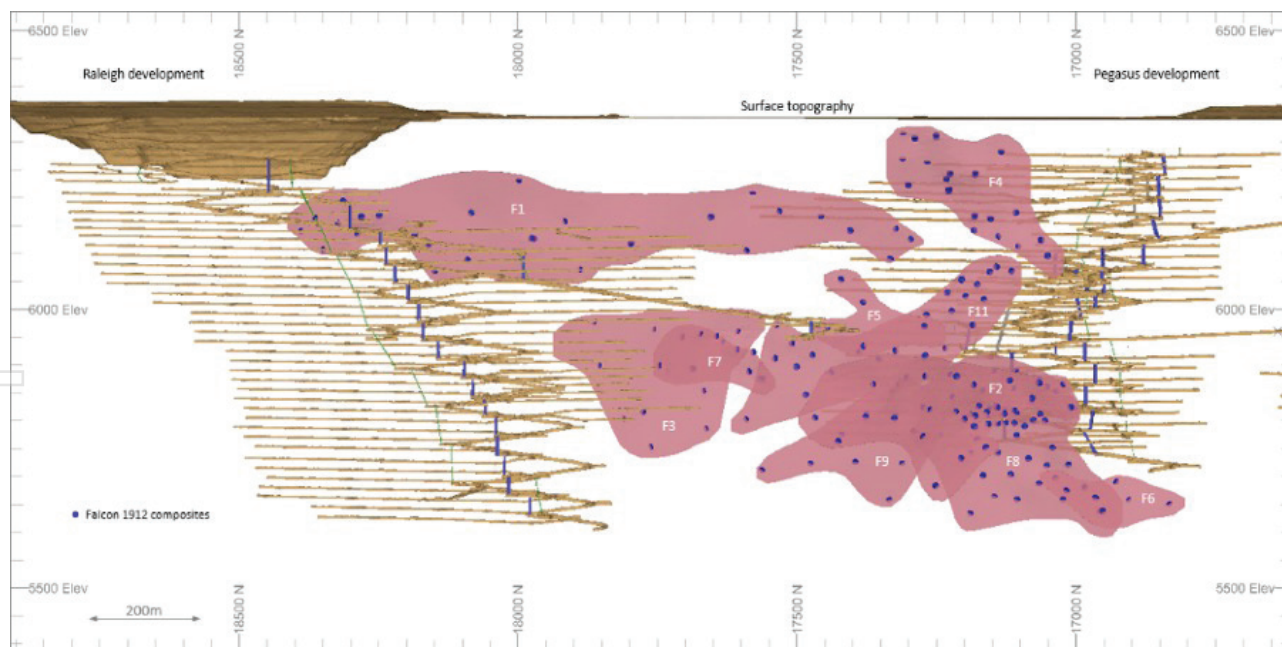 6500 Elev
18500 N
18000 N
17500 N
17000 N
6500 Elev
Raleigh development
Pegasus development
Surface topography
F4
F1
6000 Elev
6000 Elev
F5
F11
F7
F2
F3
F9
F8
F6
Falcon 1912 composites
5500 Elev
5500 Elev
200m
18500 N
18000 N
17500 N
17000 N